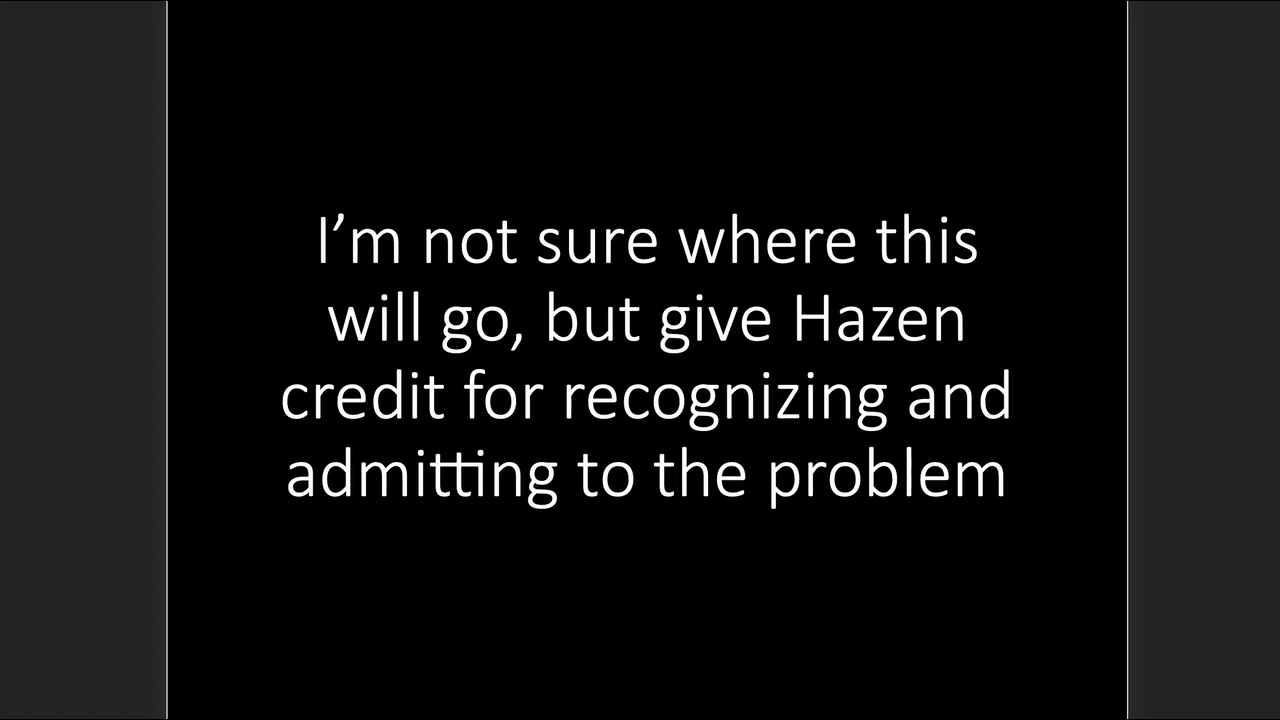 I’m not sure where this
will go, but give Hazen
credit for recognizing and
admitting to the problem